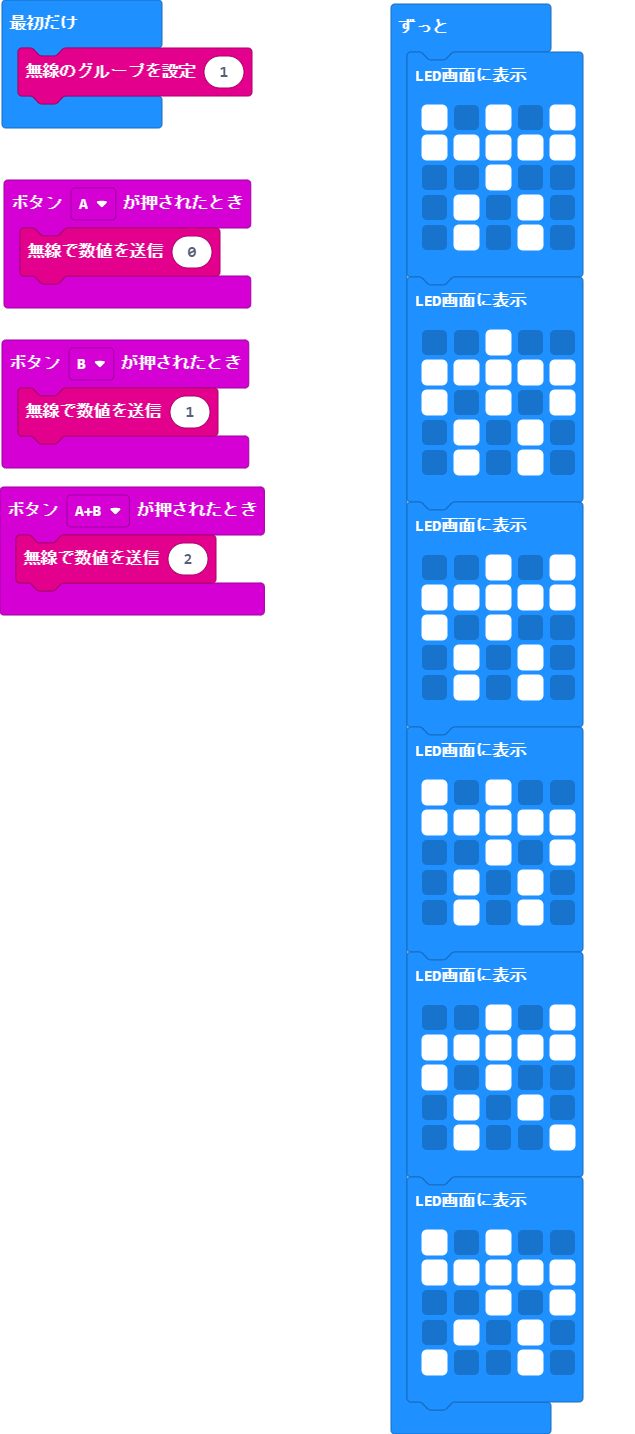 最初だけ
無線のグループを設定 1
ボタン A が押されたとき
無線で数値を送信 0
ボタン B が押されたとき
無線で数値を送信 1
ボタン A+B が押されたとき
無線で数値を送信 2
ずっと
LED画面に表示
LED画面に表示
LED画面に表示
LED画面に表示
LED画面に表示
LED画面に表示